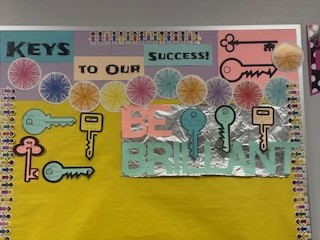 KEYS
TO OUR
SUCCESS!
BE
BRILLIANT